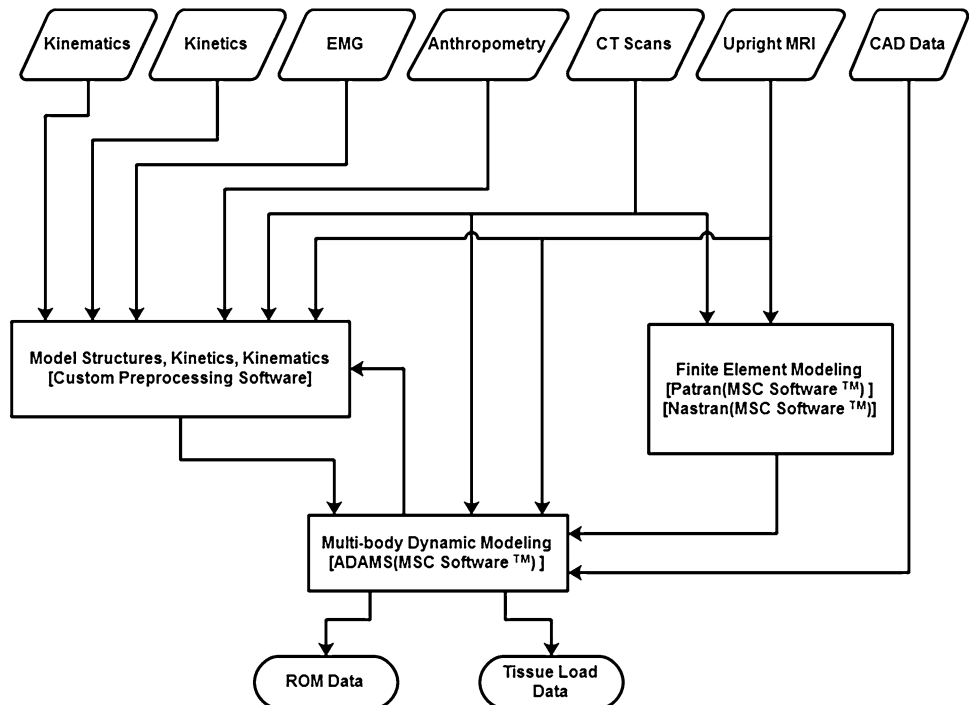 Kinematics
Kinetics
EMG
Anthropometry
CT Scans
Upright MRI
CAD Data
Model Structures, Kinetics, Kinematics
[Custom Preprocessing Software]
Finite Element Modeling
[Patran(MSC Software ™) ]
[Nastran(MSC Software ™)]
Multi-body Dynamic Modeling
[ADAMS(MSC Software ™) ]
ROM Data
Tissue Load
Data